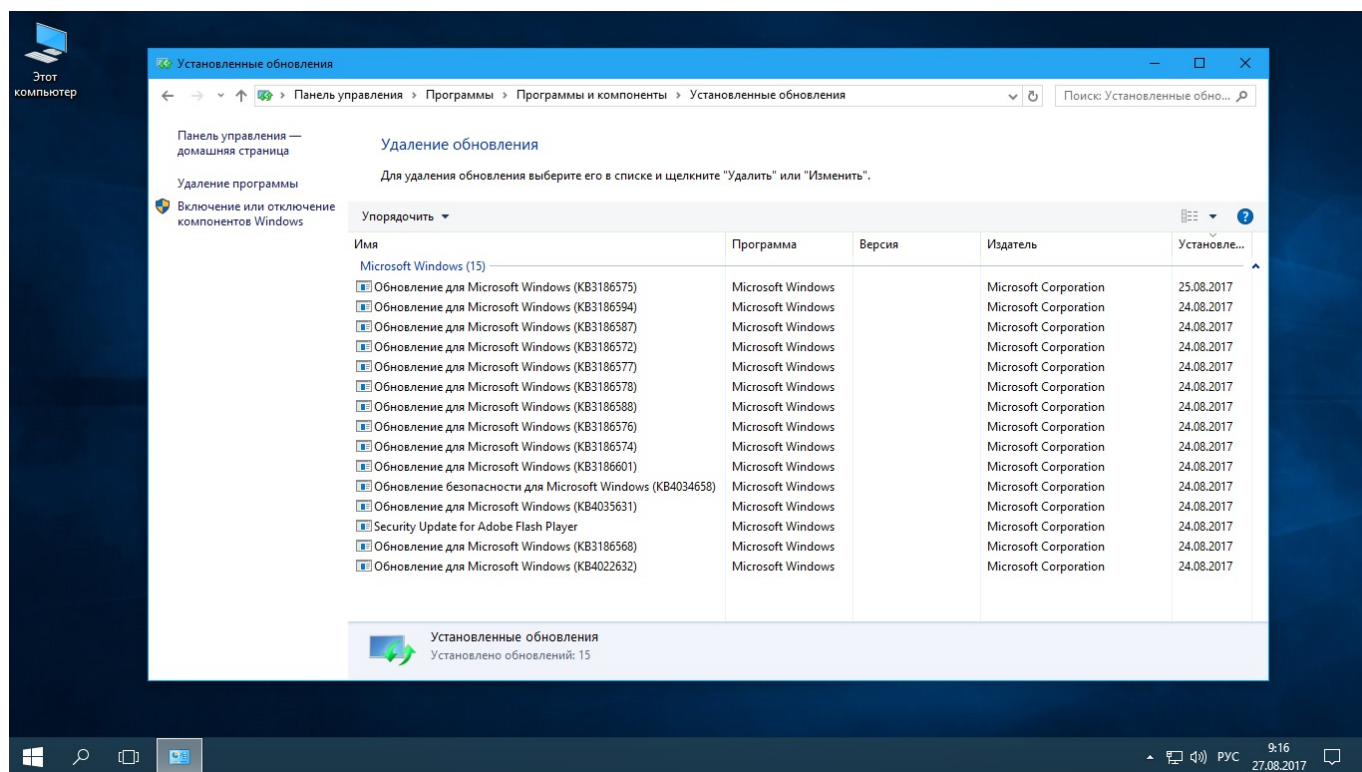 Этот
компьютер
Установленные обновления
Панель управления › Программы › Программы и компоненты › Установленные обновления
Поиск: Установленные обно...
Панель управления —
домашняя страница
Удаление программы
Включение или отключение
компонентов Windows
Удаление обновления
Для удаления обновления выберите его в списке и щелкните "Удалить" или "Изменить".
Упорядочить
Имя Программа Версия Издатель Установле...
Microsoft Windows (15)
Обновление для Microsoft Windows (KB3186575) Microsoft Windows Microsoft Corporation 25.08.2017
Обновление для Microsoft Windows (KB3186594) Microsoft Windows Microsoft Corporation 24.08.2017
Обновление для Microsoft Windows (KB3186587) Microsoft Windows Microsoft Corporation 24.08.2017
Обновление для Microsoft Windows (KB3186572) Microsoft Windows Microsoft Corporation 24.08.2017
Обновление для Microsoft Windows (KB3186577) Microsoft Windows Microsoft Corporation 24.08.2017
Обновление для Microsoft Windows (KB3186578) Microsoft Windows Microsoft Corporation 24.08.2017
Обновление для Microsoft Windows (KB3186588) Microsoft Windows Microsoft Corporation 24.08.2017
Обновление для Microsoft Windows (KB3186576) Microsoft Windows Microsoft Corporation 24.08.2017
Обновление для Microsoft Windows (KB3186574) Microsoft Windows Microsoft Corporation 24.08.2017
Обновление для Microsoft Windows (KB3186601) Microsoft Windows Microsoft Corporation 24.08.2017
Обновление безопасности для Microsoft Windows (KB4034658) Microsoft Windows Microsoft Corporation 24.08.2017
Обновление для Microsoft Windows (KB4035631) Microsoft Windows Microsoft Corporation 24.08.2017
Security Update for Adobe Flash Player Microsoft Windows Microsoft Corporation 24.08.2017
Обновление для Microsoft Windows (KB3186568) Microsoft Windows Microsoft Corporation 24.08.2017
Обновление для Microsoft Windows (KB4022632) Microsoft Windows Microsoft Corporation 24.08.2017
Установленные обновления
Установлено обновлений: 15
РУС
9:16
27.08.2017